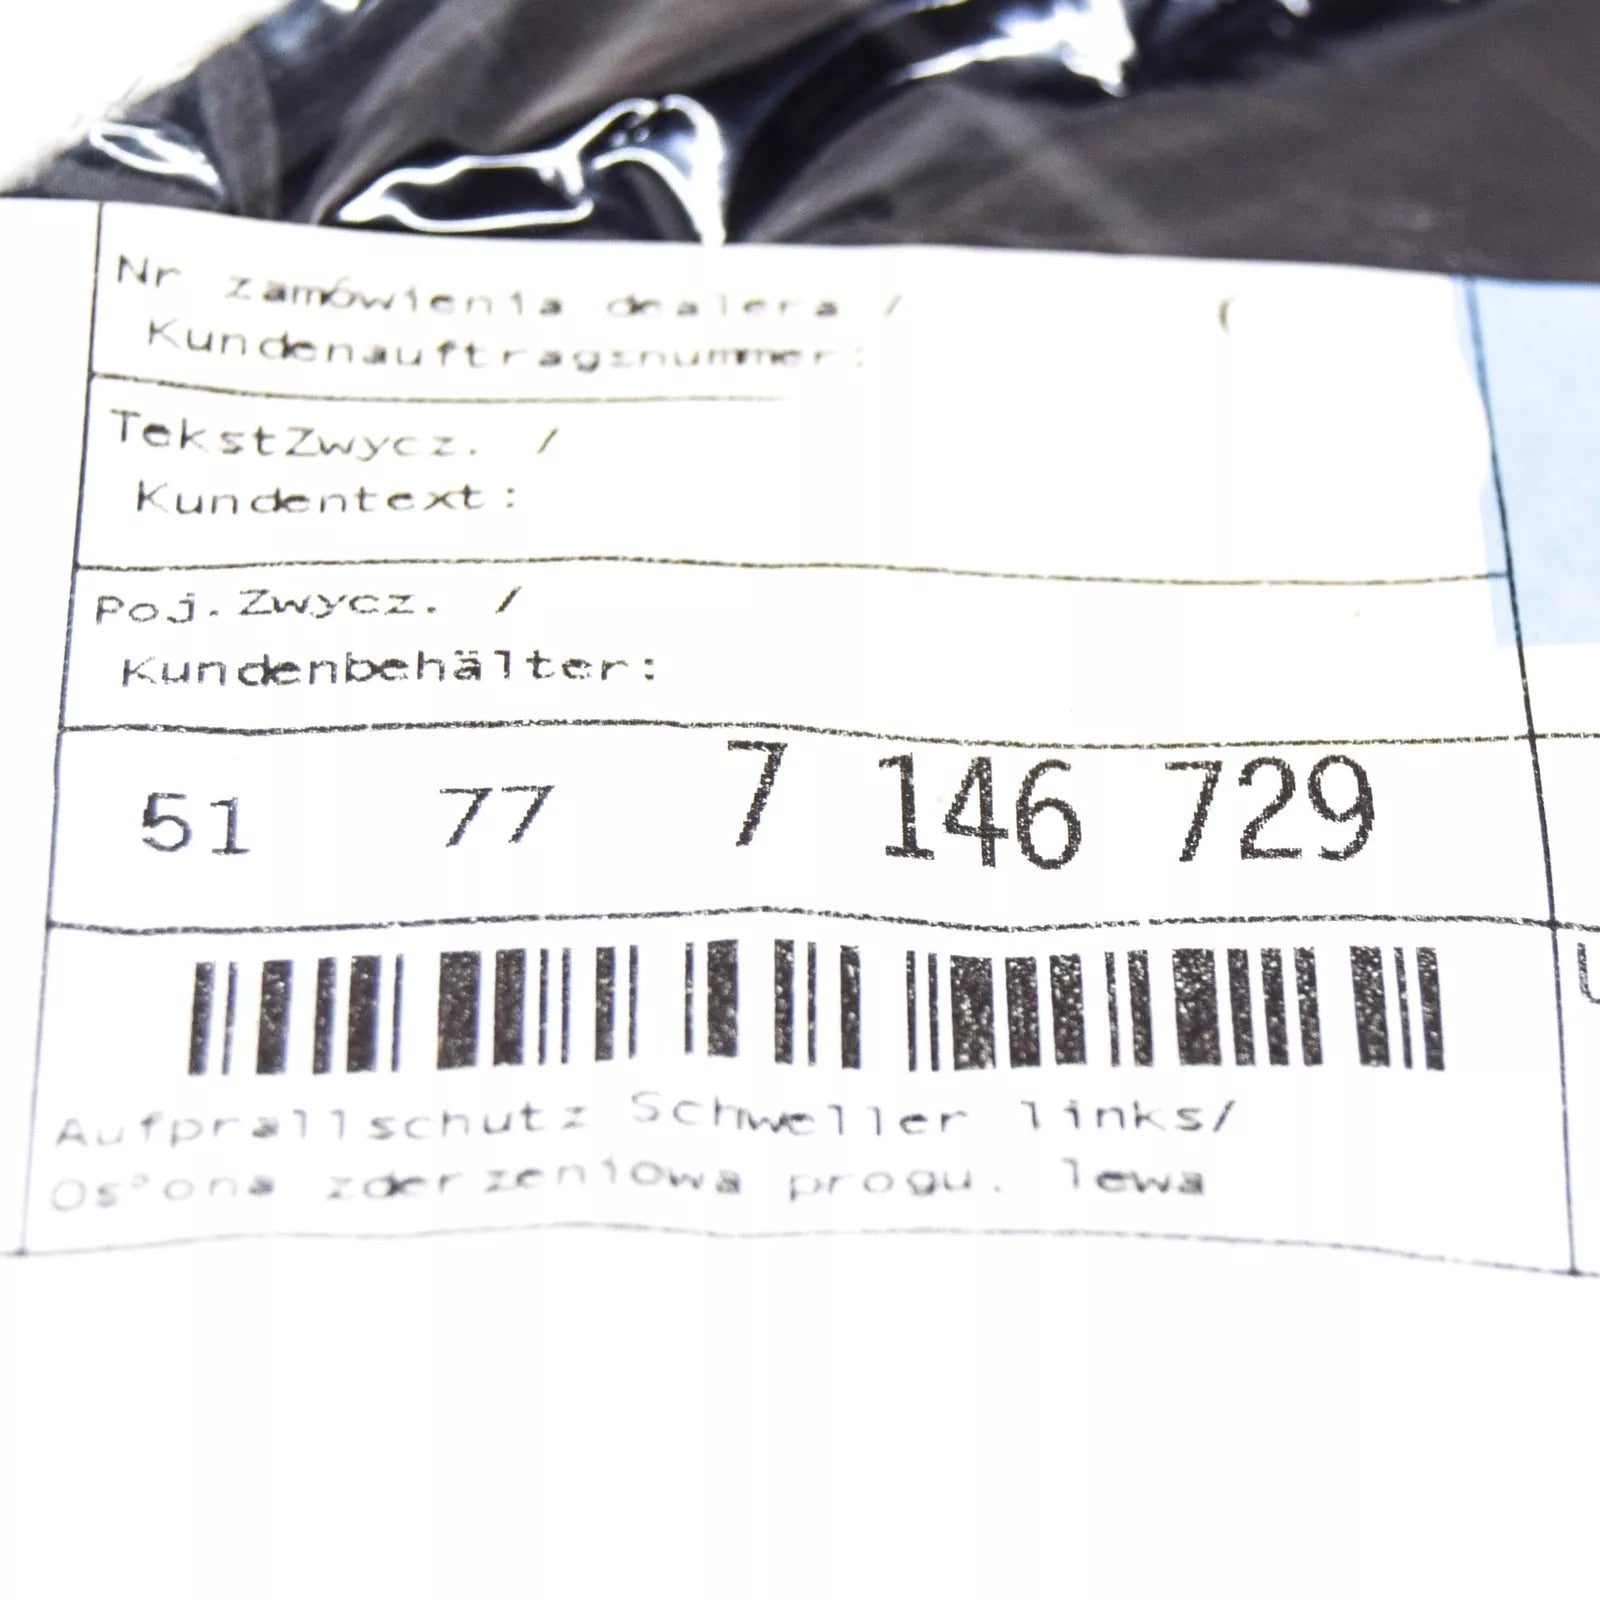 Nr zamówienia dealera /
Kundenauftragsnummer:
TekstZwycz. /
Kundentext:
Poj.Zwycz. /
Kundenbehälter:
51 77 7 146 729
Aufprallschutz Schweller links/
Os³ona zderzeniowa progu. lewa